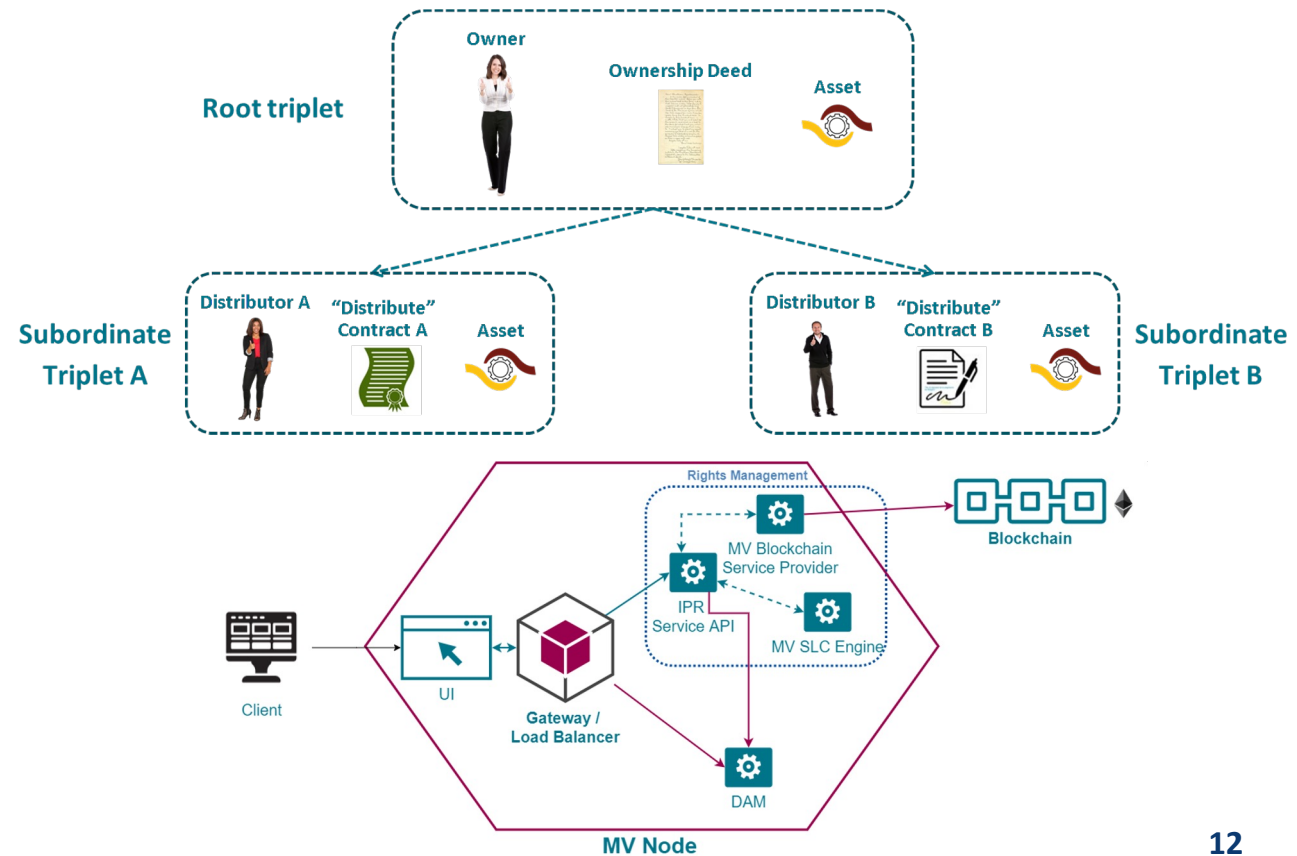 Owner
Ownership Deed
Asset
Root triplet
Distributor A
“Distribute”
Contract A
Asset
Subordinate
Triplet A
Distributor B
“Distribute”
Contract B
Asset
Subordinate
Triplet B
Rights Management
MV Blockchain
Service Provider
Blockchain
IPR
Service API
MV SLC Engine
Client
UI
Gateway /
Load Balancer
DAM
MV Node
12